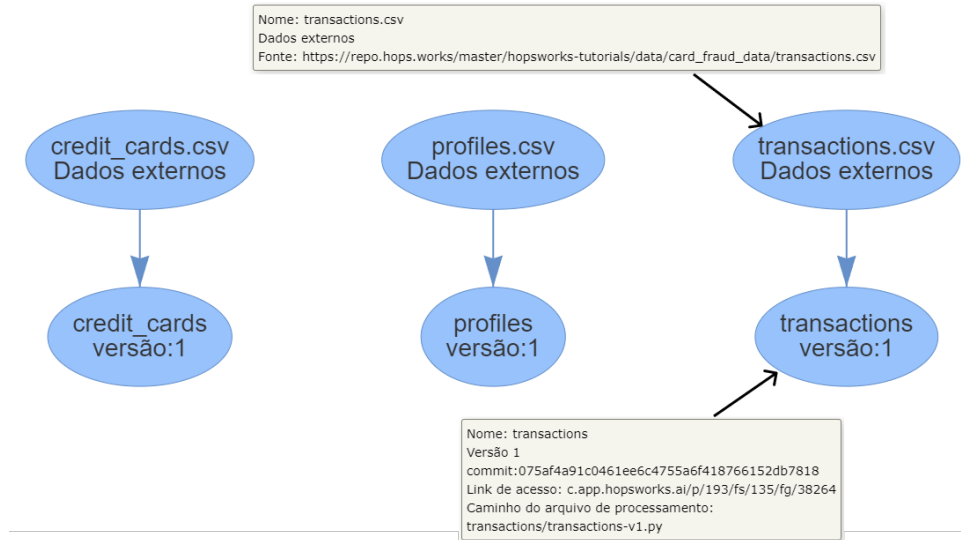 Nome: transactions.csv
Dados externos
Fonte: https://repo.hops.works/master/hopsworks-tutorials/data/card_fraud_data/transactions.csv
credit_cards.csv
Dados externos
profiles.csv
Dados externos
transactions.csv
Dados externos
credit_cards
versão:1
profiles
versão:1
transactions
versão:1
Nome: transactions
Versão 1
commit:075af4a91c0461ee6c4755a6f418766152db7818
Link de acesso: c.app.hopsworks.ai/p/193/fs/135/fg/38264
Caminho do arquivo de processamento:
transactions/transactions-v1.py